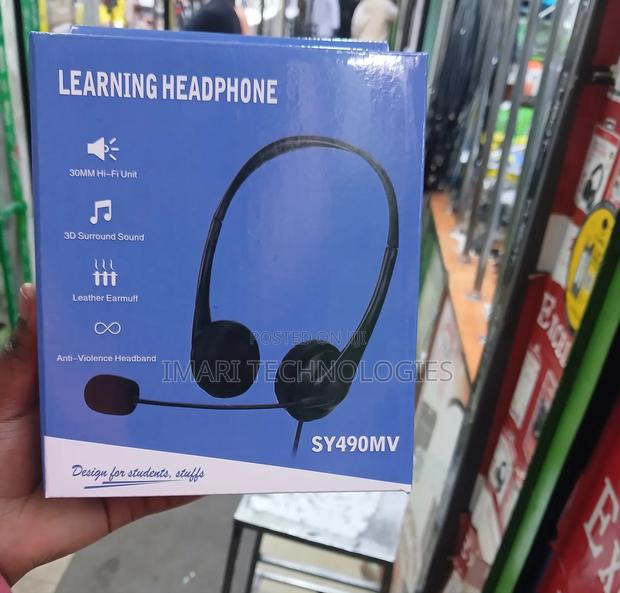 LEARNING HEADPHONE
30MM Hi-Fi Unit
3D Surround Sound
Leather Earmuff
Anti-Violence Headband
POSTED ON JIJI
IMARI TECHNOLOGIES
SY490MV
Design for students, stuffs